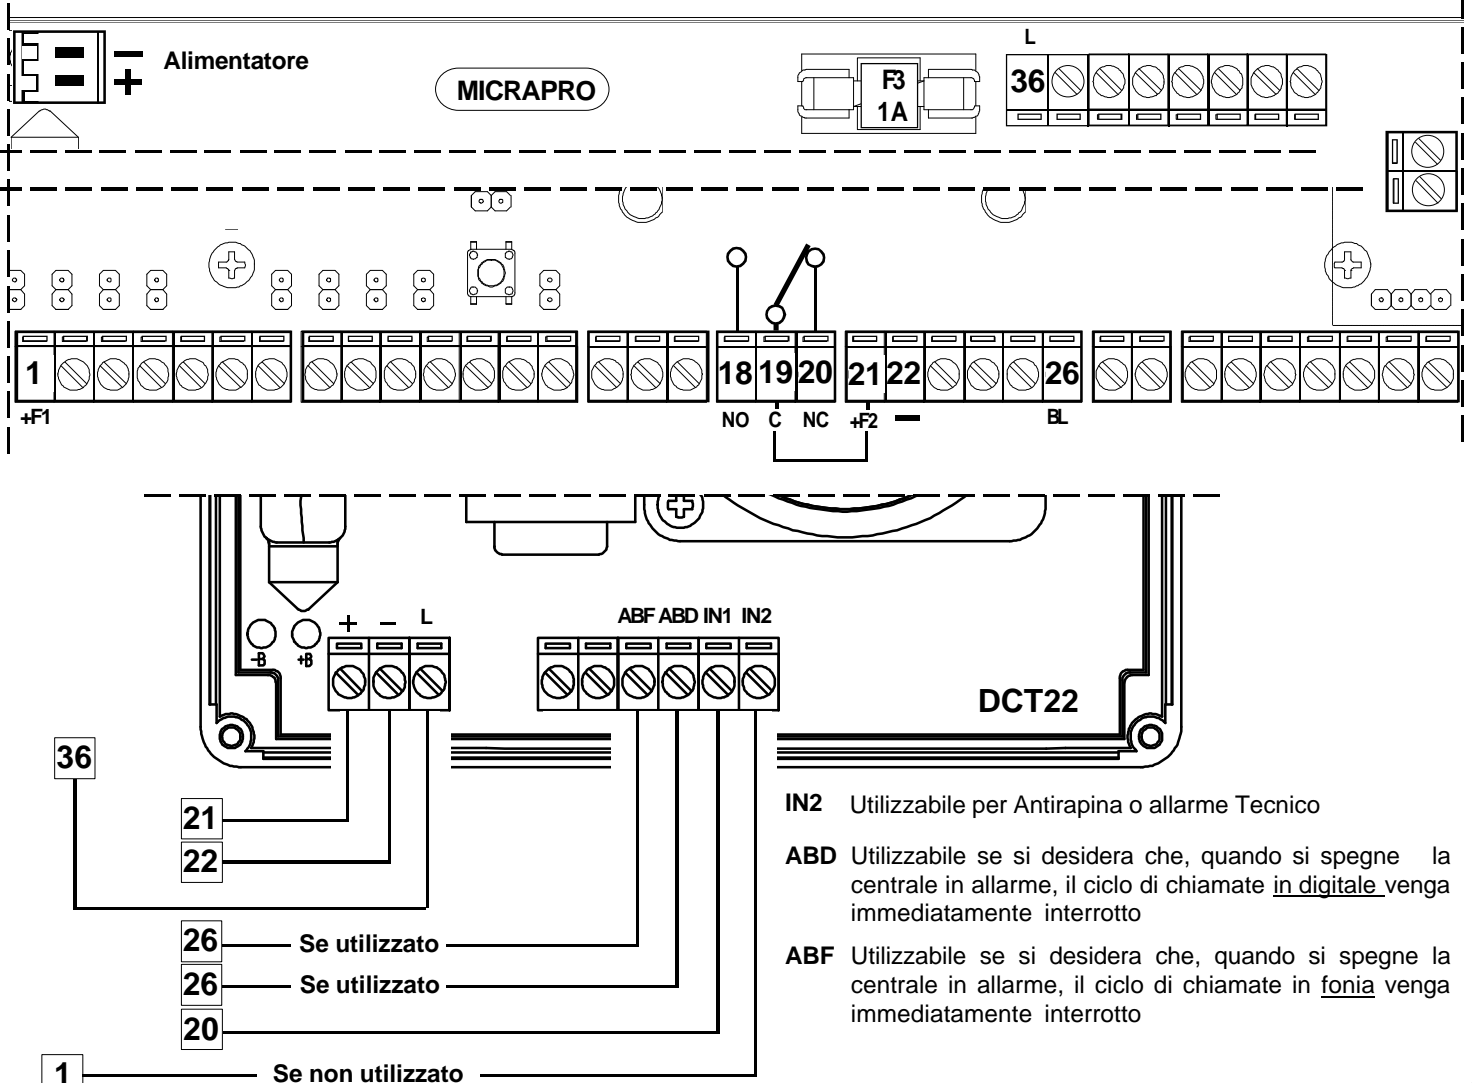 Alimentatore
MICRAPRO
F3
1A
L
36
1
+F1
18 19 20 21 22 26
NO C NC +F2 BL
ABF ABD IN1 IN2
+ − L
−B +B
DCT22
36
21
22
26 Se utilizzato
26 Se utilizzato
20
1 Se non utilizzato
IN2 Utilizzabile per Antirapina o allarme Tecnico
ABD Utilizzabile se si desidera che, quando si spegne la
centrale in allarme, il ciclo di chiamate in digitale venga
immediatamente interrotto
ABF Utilizzabile se si desidera che, quando si spegne la
centrale in allarme, il ciclo di chiamate in fonia venga
immediatamente interrotto